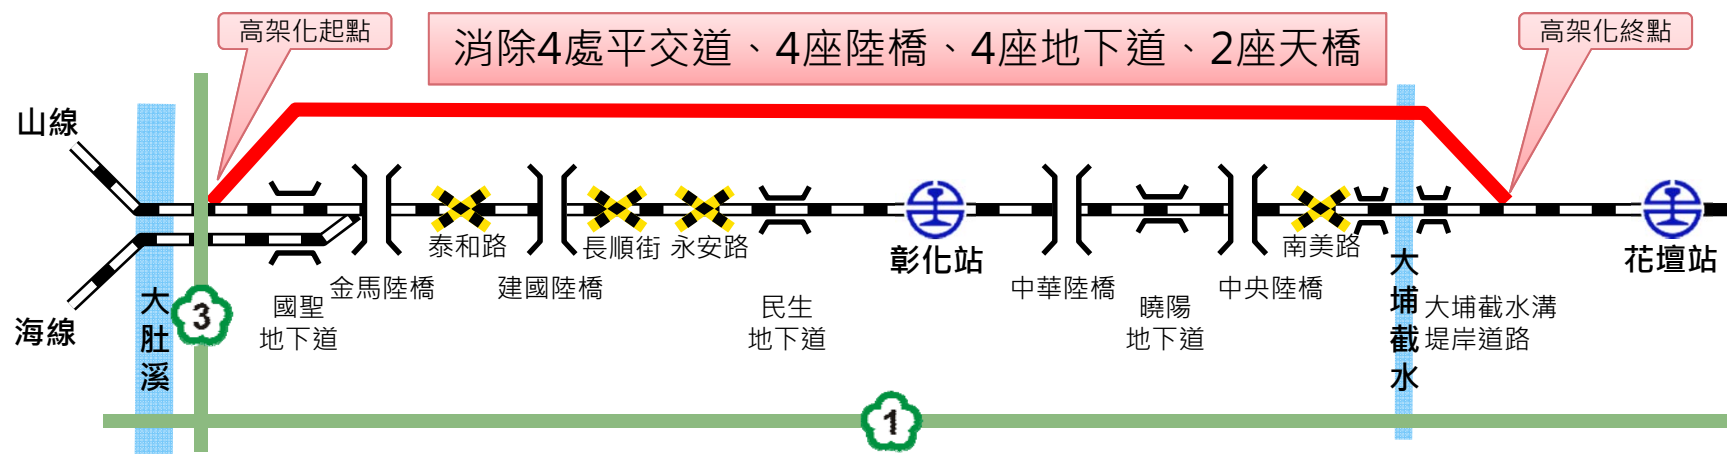 高架化起點
消除4處平交道、4座陸橋、4座地下道、2座天橋
高架化終點
山線
海線
大肚溪
3
國聖
地下道
金馬陸橋
泰和路
建國陸橋
長順街
永安路
民生
地下道
彰化站
中華陸橋
曉陽
地下道
中央陸橋
南美路
大埔截水
大埔截水溝
堤岸道路
花壇站
1